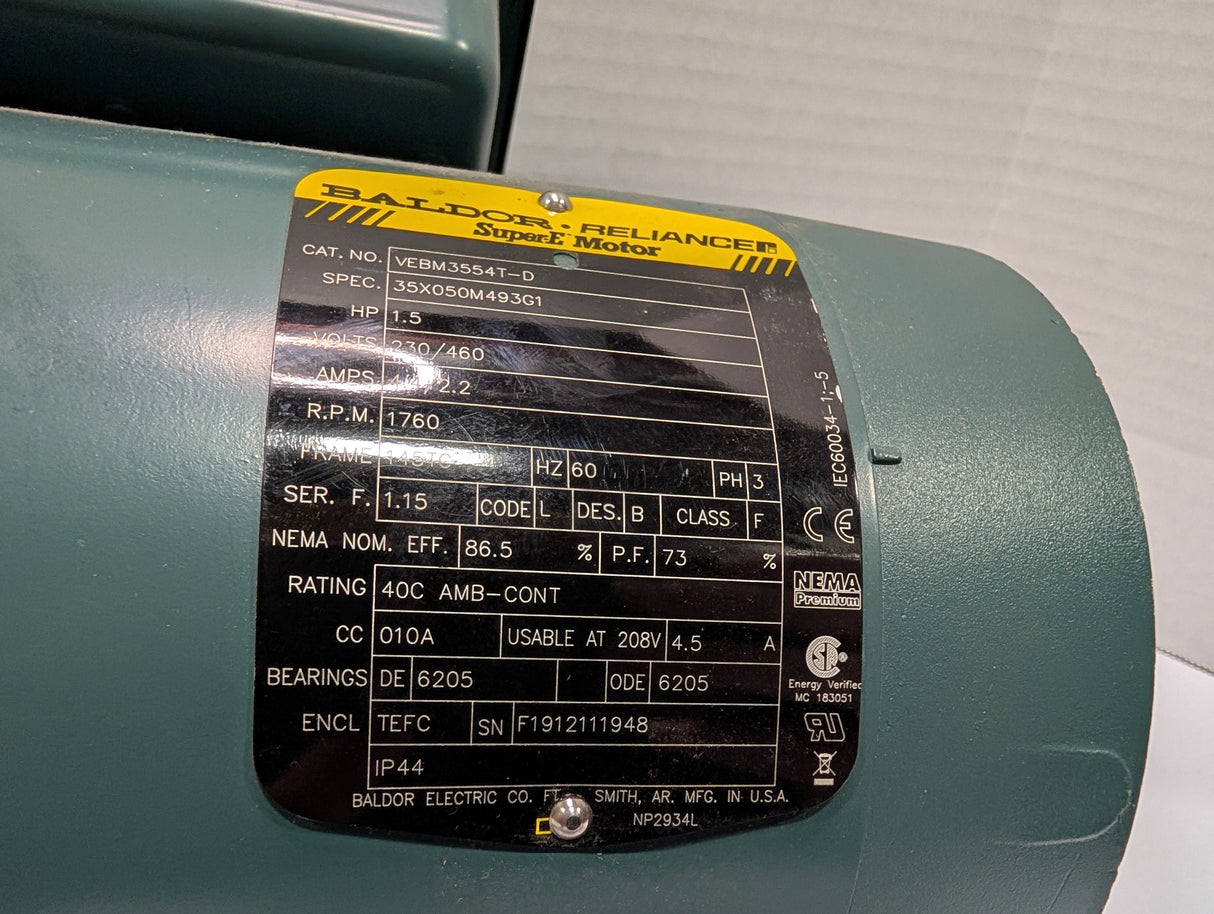 BALDOR · RELIANCE
Super-E Motor
CAT. NO. VEBM3554T-D
SPEC. 35X050M493G1
HP 1.5
VOLTS 230/460
AMPS 2.2
R.P.M. 1760
FRAME HZ 60 PH 3
SER. F. 1.15 CODE L DES. B CLASS F
NEMA NOM. EFF. 86.5 % P.F. 73 %
RATING 40C AMB-CONT
CC 010A USABLE AT 208V 4.5 A
BEARINGS DE 6205 ODE 6205
ENCL TEFC SN F1912111948
IP44
BALDOR ELECTRIC CO. FT. SMITH, AR. MFG. IN U.S.A.
NP2934L
IEC60034-1;-5
CE
NEMA
Premium
Energy Verified
MC 183051